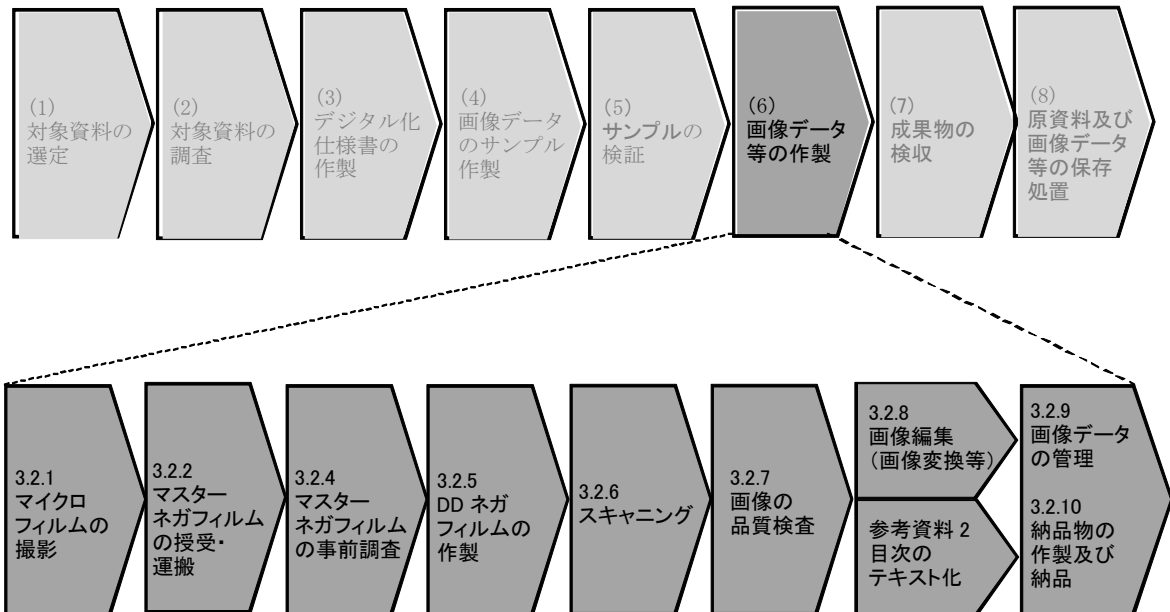 (1)
対象資料の
選定
(2)
対象資料の
調査
(3)
デジタル化
仕様書の
作製
(4)
画像データ
のサンプル
作製
(5)
サンプルの
検証
(6)
画像データ
等の作製
(7)
成果物の
検収
(8)
原資料及び
画像データ
等の保存
処置
3.2.1
マイクロ
フィルムの
撮影
3.2.2
マスター
ネガフィルム
の授受・
運搬
3.2.4
マスター
ネガフィルム
の事前調査
3.2.5
DD ネガ
フィルムの
作製
3.2.6
スキャニング
3.2.7
画像の
品質検査
3.2.8
画像編集
(画像変換等)
参考資料 2
目次の
テキスト化
3.2.9
画像データ
の管理
3.2.10
納品物の
作製及び
納品